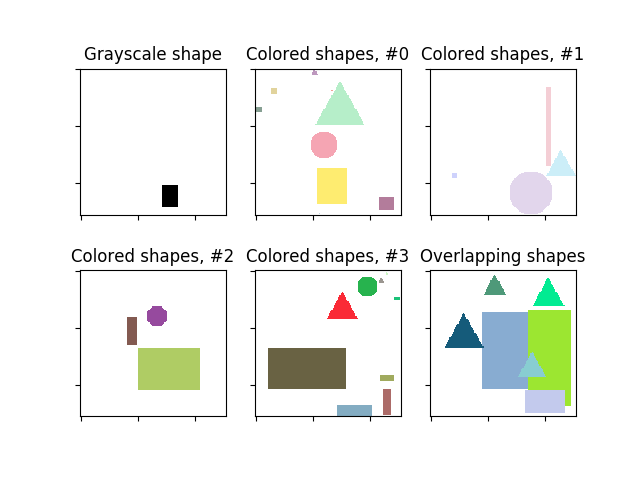 Grayscale shape
Colored shapes, #0
Colored shapes, #1
Colored shapes, #2
Colored shapes, #3
Overlapping shapes